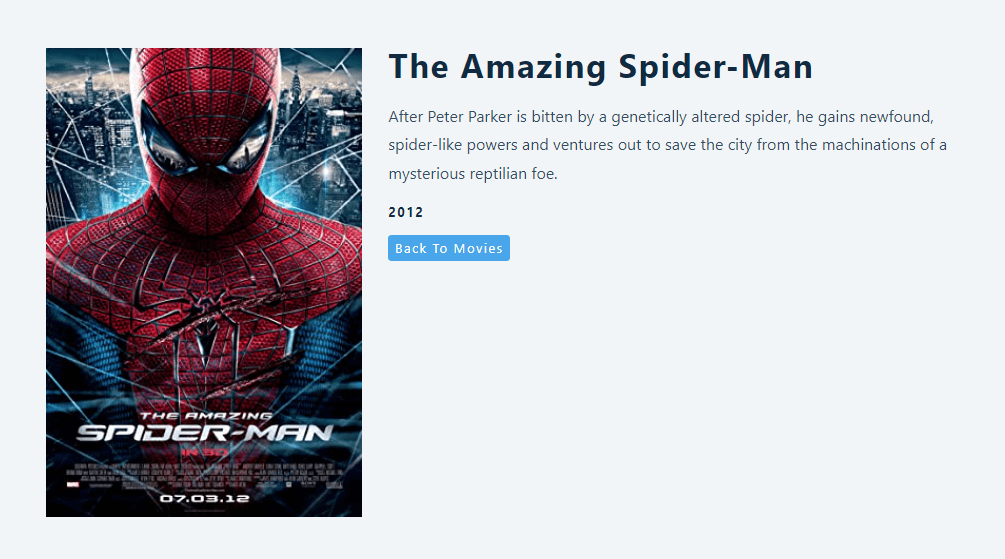 The Amazing Spider-Man
After Peter Parker is bitten by a genetically altered spider, he gains newfound,
spider-like powers and ventures out to save the city from the machinations of a
mysterious reptilian foe.
2012
Back To Movies
THE AMAZING
SPIDER-MAN
IN 3D
07.03.12